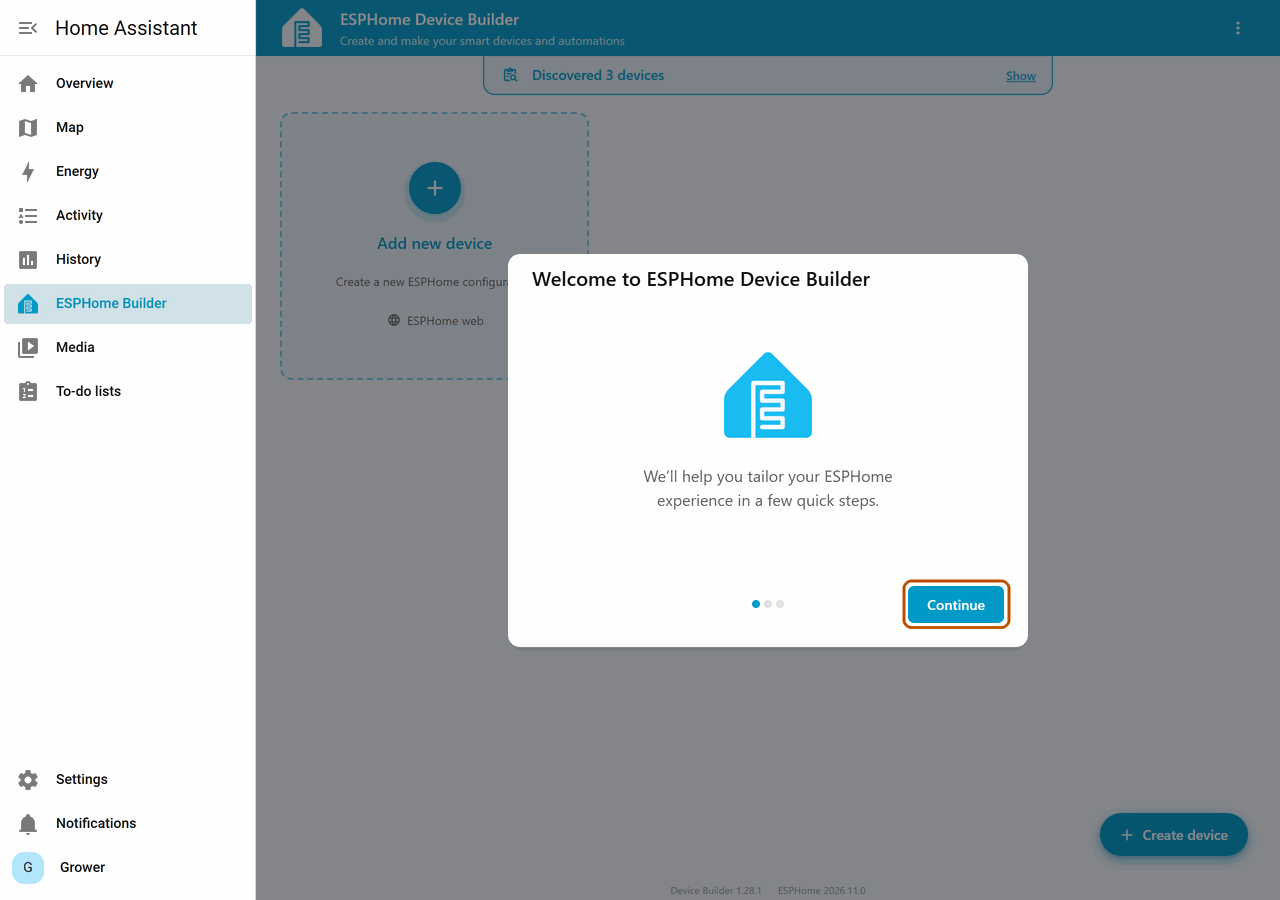 Home Assistant
Overview
Map
Energy
Activity
History
ESPHome Builder
Media
To-do lists
Settings
Notifications
G
Grower
ESPHome Device Builder
Create and make your smart devices and automations
Discovered 3 devices
Show
Add new device
Create a new ESPHome
ESPHome web
Welcome to ESPHome Device Builder
We'll help you tailor your ESPHome
experience in a few quick steps.
Continue
Create device
Device Builder 1.28.1
ESPHome 2026.11.0